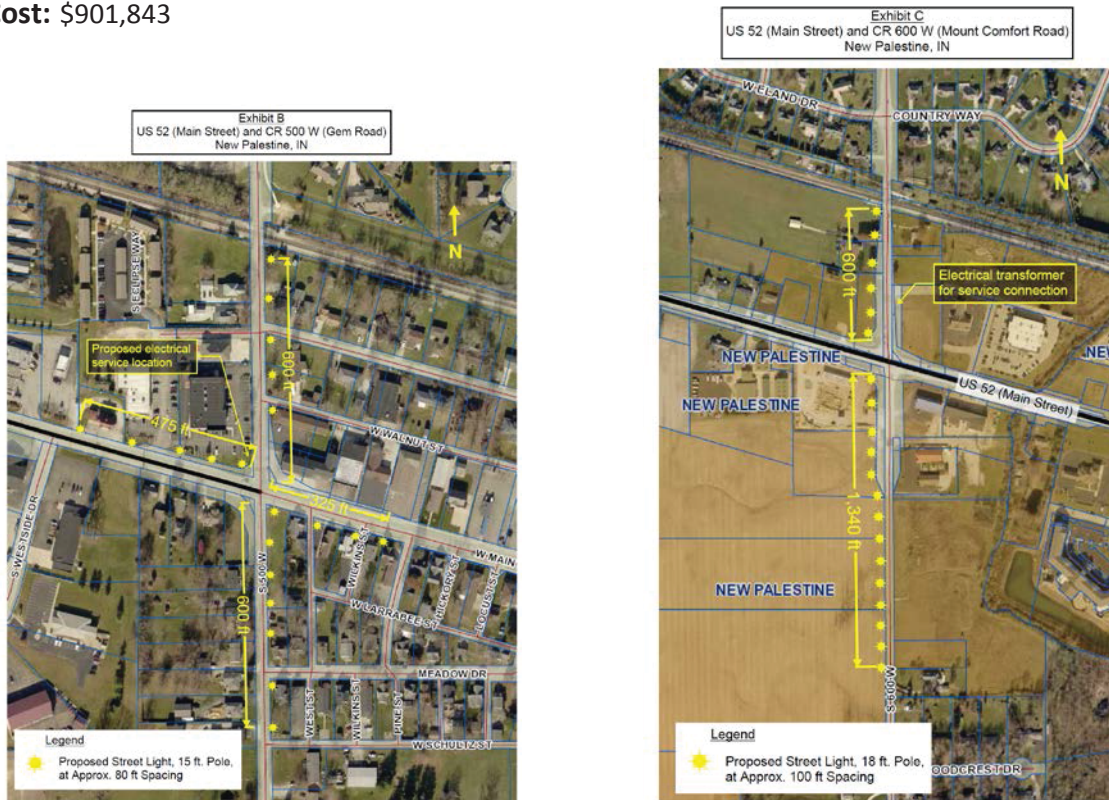 Cost: $901,843
Exhibit B
US 52 (Main Street) and CR 500 W (Gem Road)
New Palestine, IN
N
S ECLIPSE WAY
Proposed electrical
service location
600 ft
475 ft
W WALNUT ST
325 ft
S WESTSIDE DR
S 500 W
W MAIN
WILKINS ST
HICKORY ST
LOCUST ST
W LARRABEE ST
600 ft
MEADOW DR
WEST ST
WILKINS ST
PINE ST
W SCHULTZ ST
Legend
Proposed Street Light, 15 ft. Pole,
at Approx. 80 ft Spacing
Exhibit C
US 52 (Main Street) and CR 600 W (Mount Comfort Road)
New Palestine, IN
W ELAND DR
COUNTRY WAY
N
600 ft
Electrical transformer
for service connection
NEW PALESTINE
NEW
US 52 (Main Street)
NEW PALESTINE
1,340 ft
NEW PALESTINE
S 600 W
OODCREST DR
Legend
Proposed Street Light, 18 ft. Pole,
at Approx. 100 ft Spacing